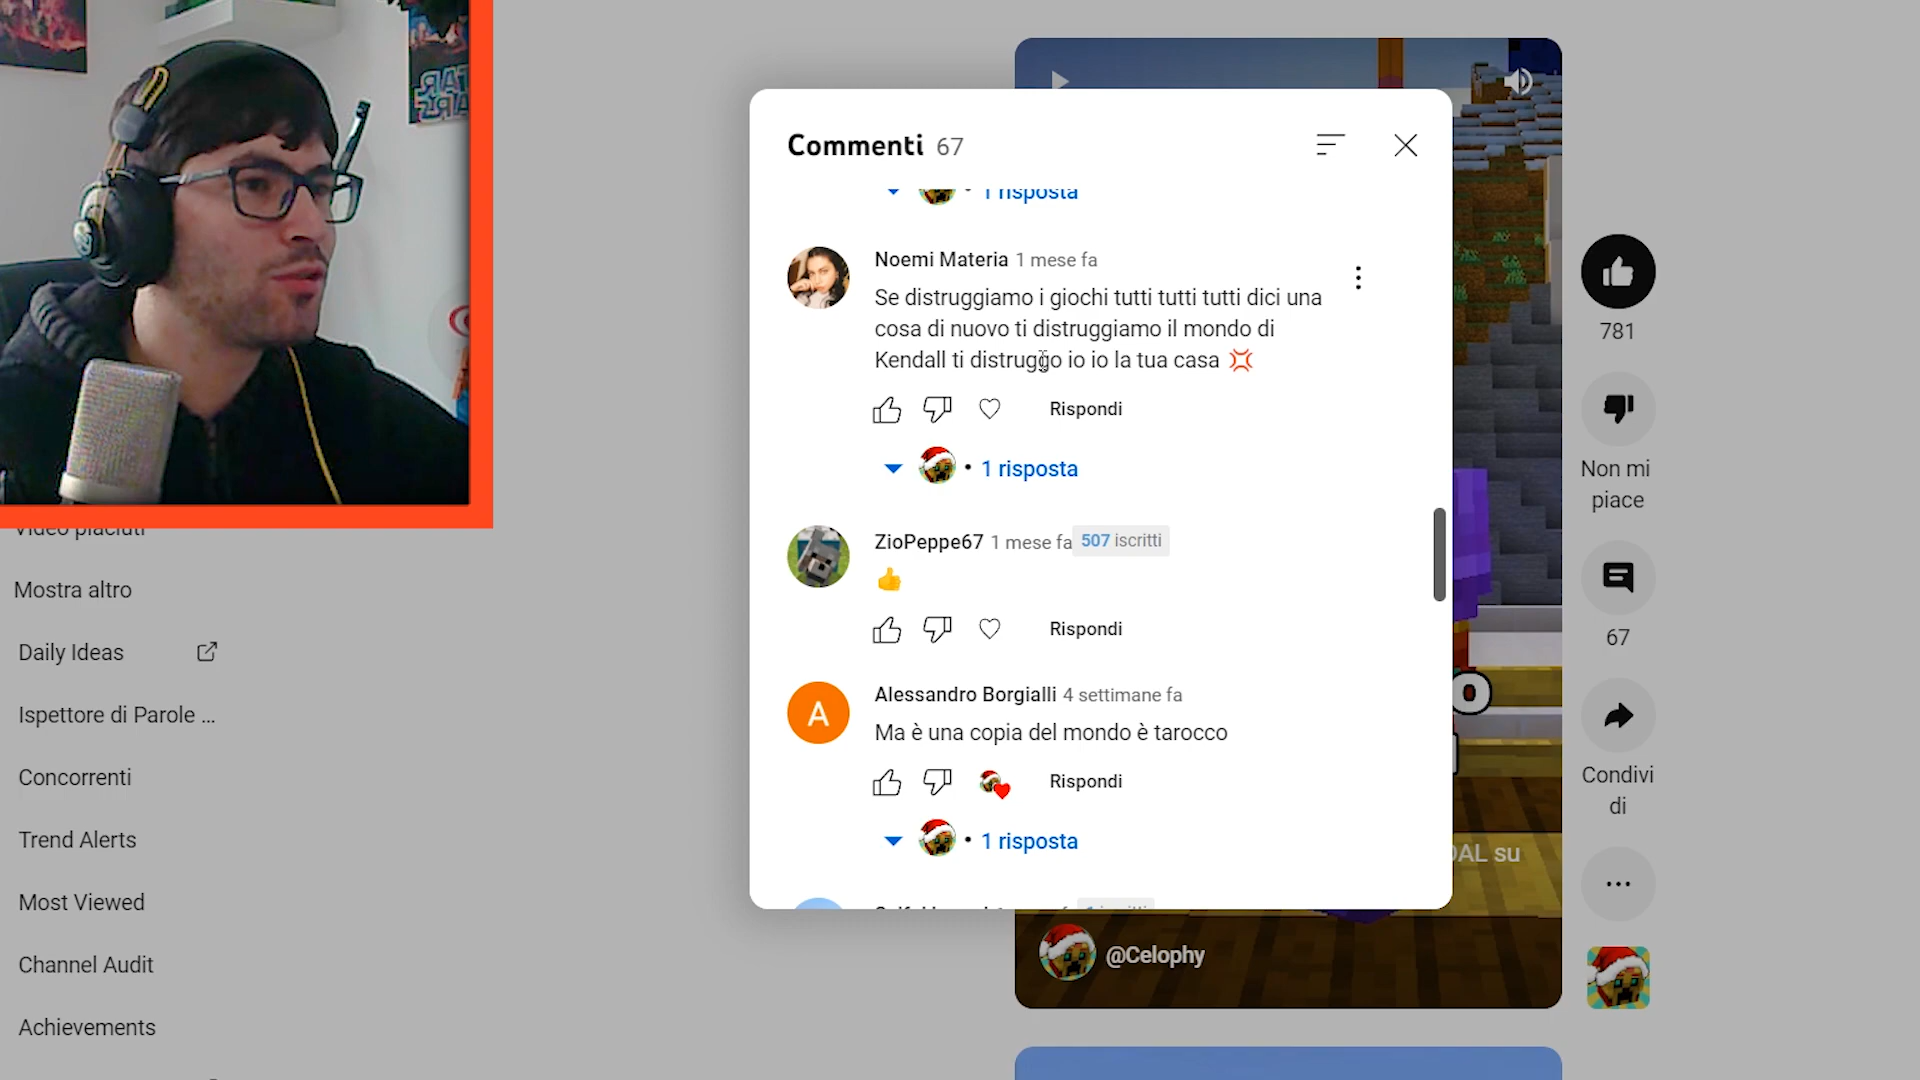 Commenti 67
1 risposta
Noemi Materia 1 mese fa
Se distruggiamo i giochi tutti tutti tutti dici una
cosa di nuovo ti distruggiamo il mondo di
Kendall ti distruggo io io la tua casa
Rispondi
1 risposta
ZioPeppe67 1 mese fa 507 iscritti
Rispondi
A
Alessandro Borgialli 4 settimane fa
Ma è una copia del mondo è tarocco
Rispondi
1 risposta
Video piaciuti
Mostra altro
Daily Ideas
Ispettore di Parole ...
Concorrenti
Trend Alerts
Most Viewed
Channel Audit
Achievements
781
Non mi
piace
67
Condivi
di
su
@Celophy